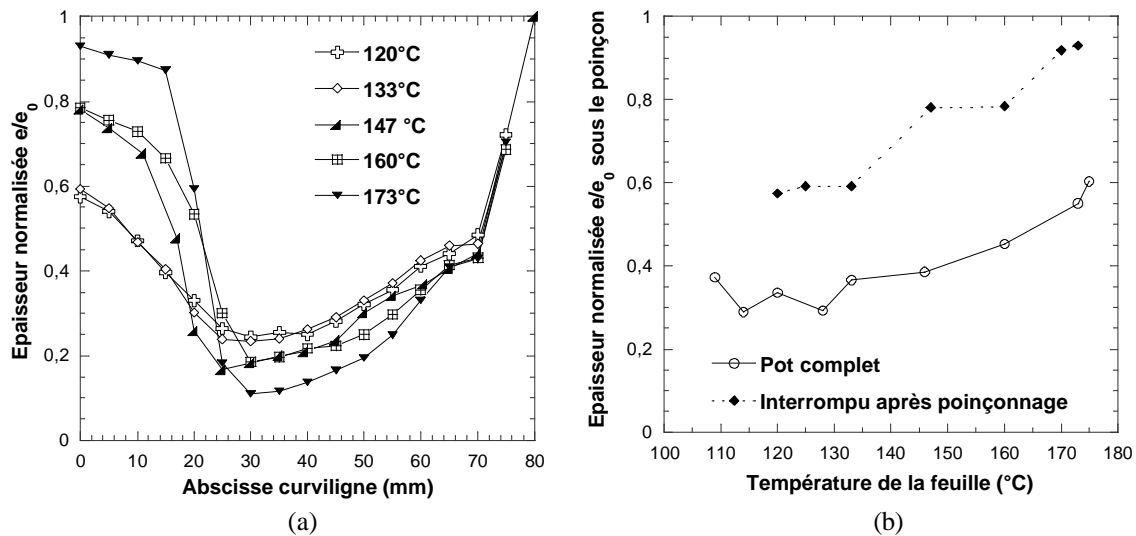 Epaisseur normalisée e/e0
1
0,8
0,6
0,4
0,2
0
0 10 20 30 40 50 60 70 80
Abscisse curviligne (mm)
120°C
133°C
147 °C
160°C
173°C
(a)
Epaisseur normalisée e/e0 sous le poinçon
1
0,8
0,6
0,4
0,2
0
100 110 120 130 140 150 160 170 180
Température de la feuille (°C)
Pot complet
Interrompu après poinçonnage
(b)